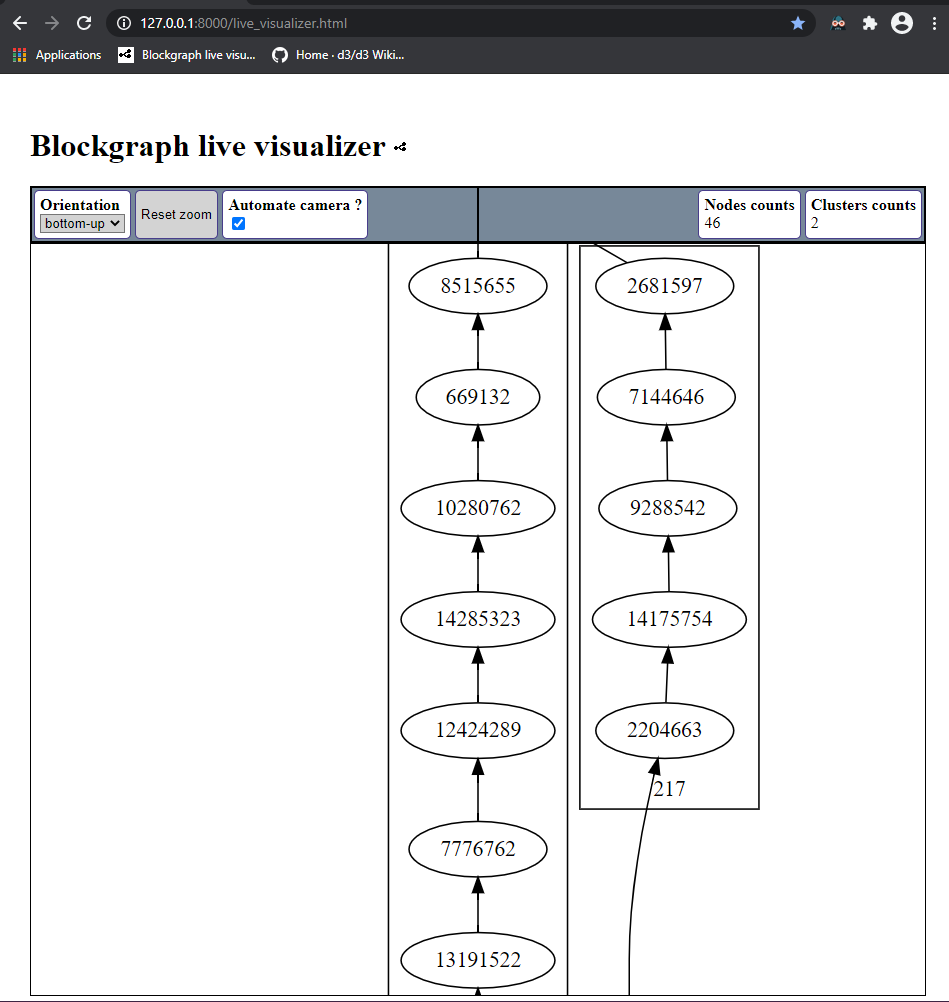 127.0.0.1:8000/live_visualizer.html
Applications Blockgraph live visu... Home · d3/d3 Wiki...
Blockgraph live visualizer
Orientation
bottom-up
Reset zoom
Automate camera ?
Nodes counts
46
Clusters counts
2
8515655
669132
10280762
14285323
12424289
7776762
13191522
2681597
7144646
9288542
14175754
2204663
217